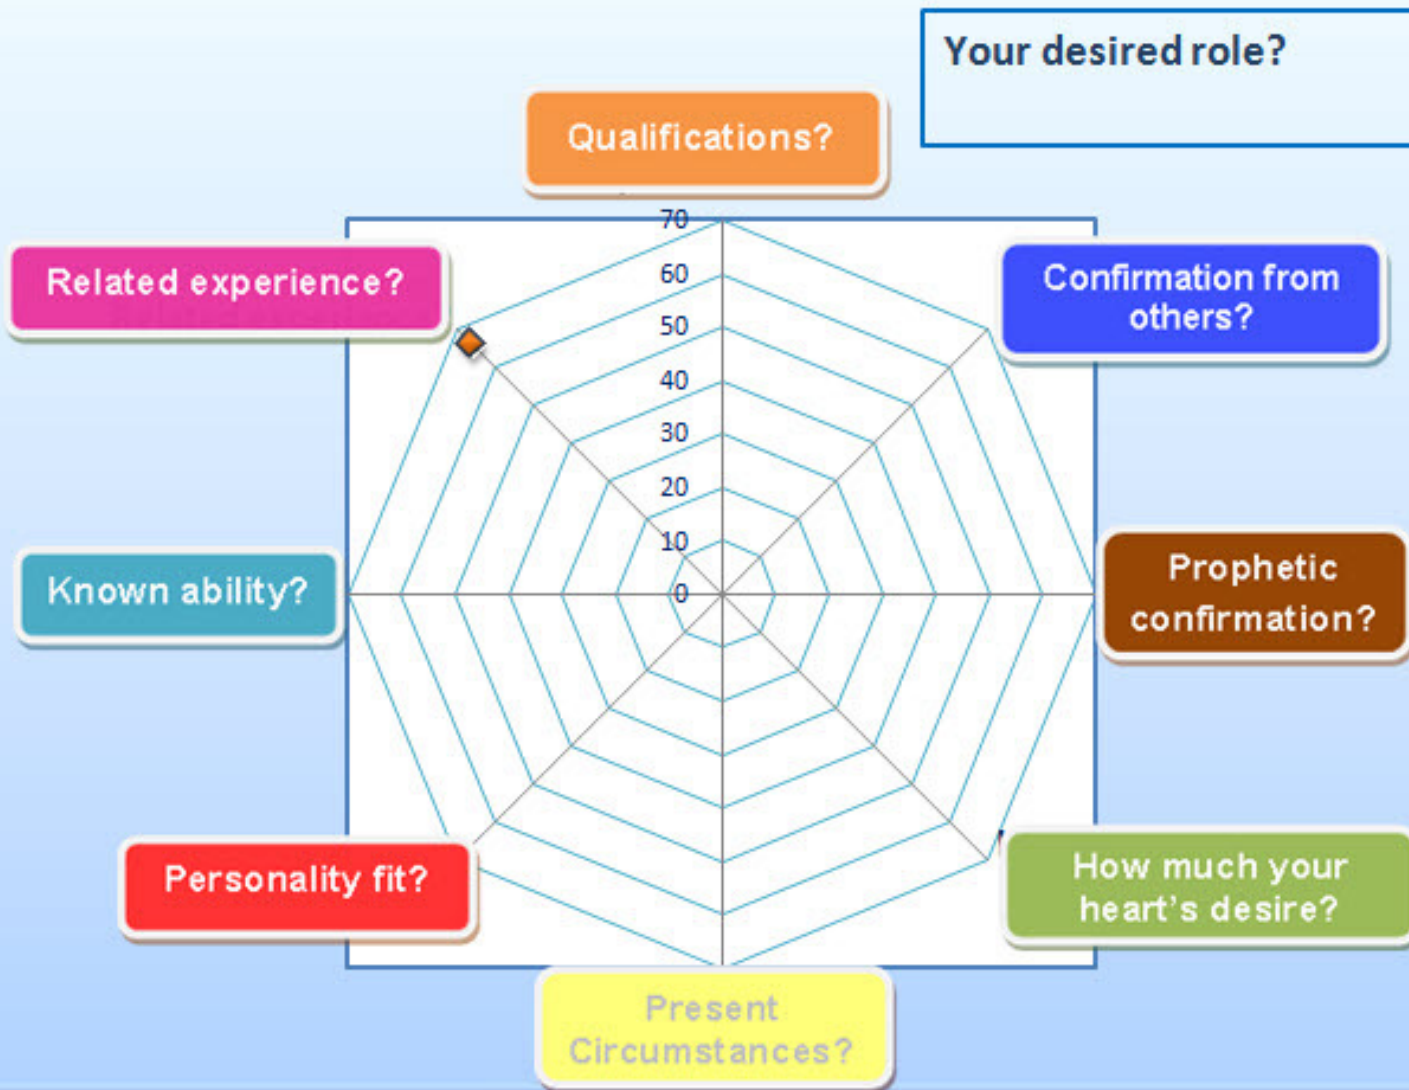 Your desired role?
Qualifications?
Related experience?
Confirmation from
others?
70
60
50
40
30
20
10
0
Known ability?
Prophetic
confirmation?
Personality fit?
How much your
heart's desire?
Present
Circumstances?